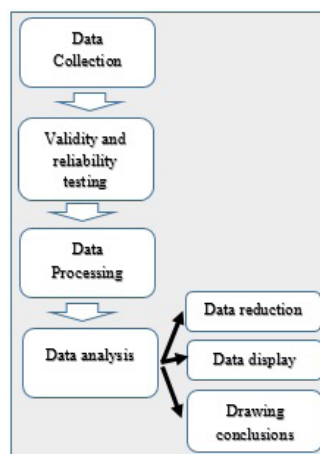 Data
Collection
Validity and
reliability
testing
Data
Processing
Data analysis
Data reduction
Data display
Drawing
conclusions